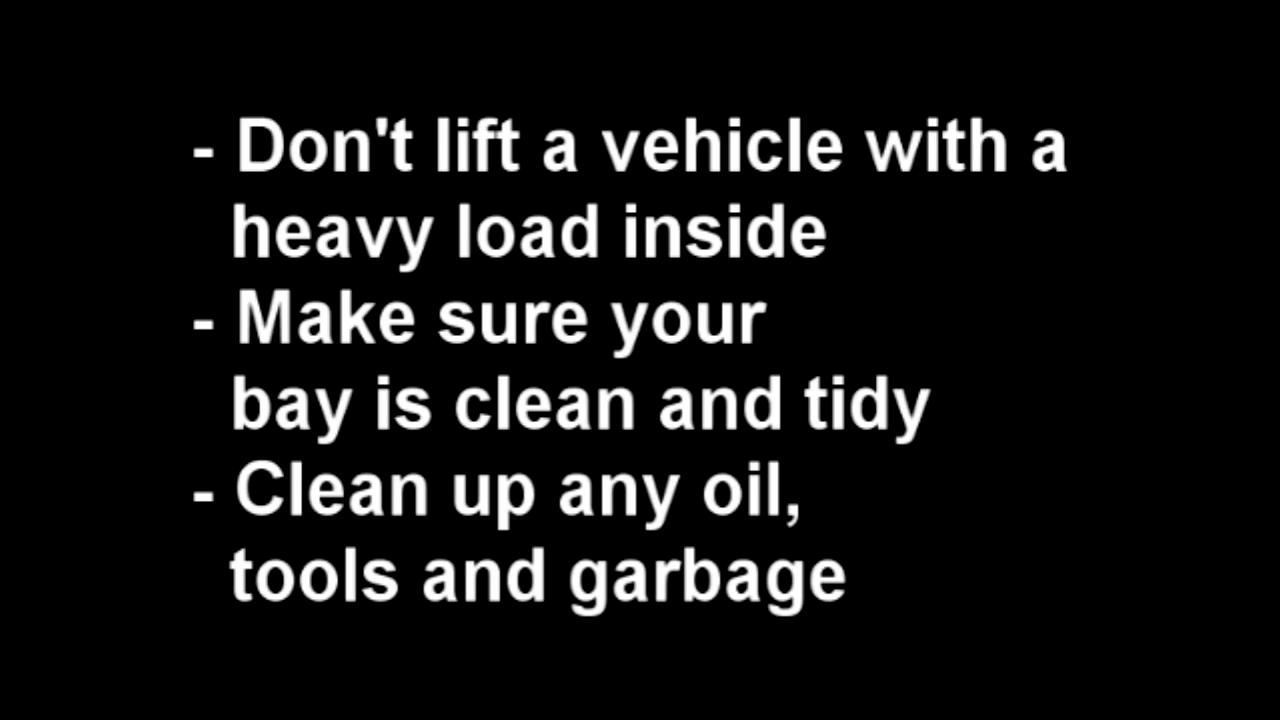 - Don't lift a vehicle with a
heavy load inside
- Make sure your
bay is clean and tidy
- Clean up any oil,
tools and garbage